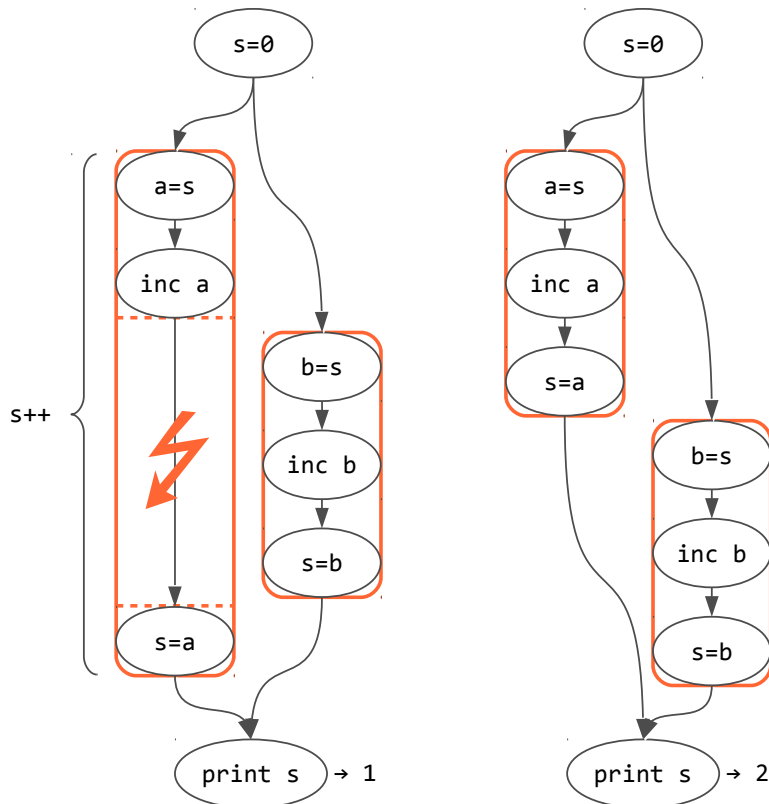 s=0
a=s
inc a
s++
b=s
inc b
s=b
s=a
print s → 1
s=0
a=s
inc a
s=a
b=s
inc b
s=b
print s → 2